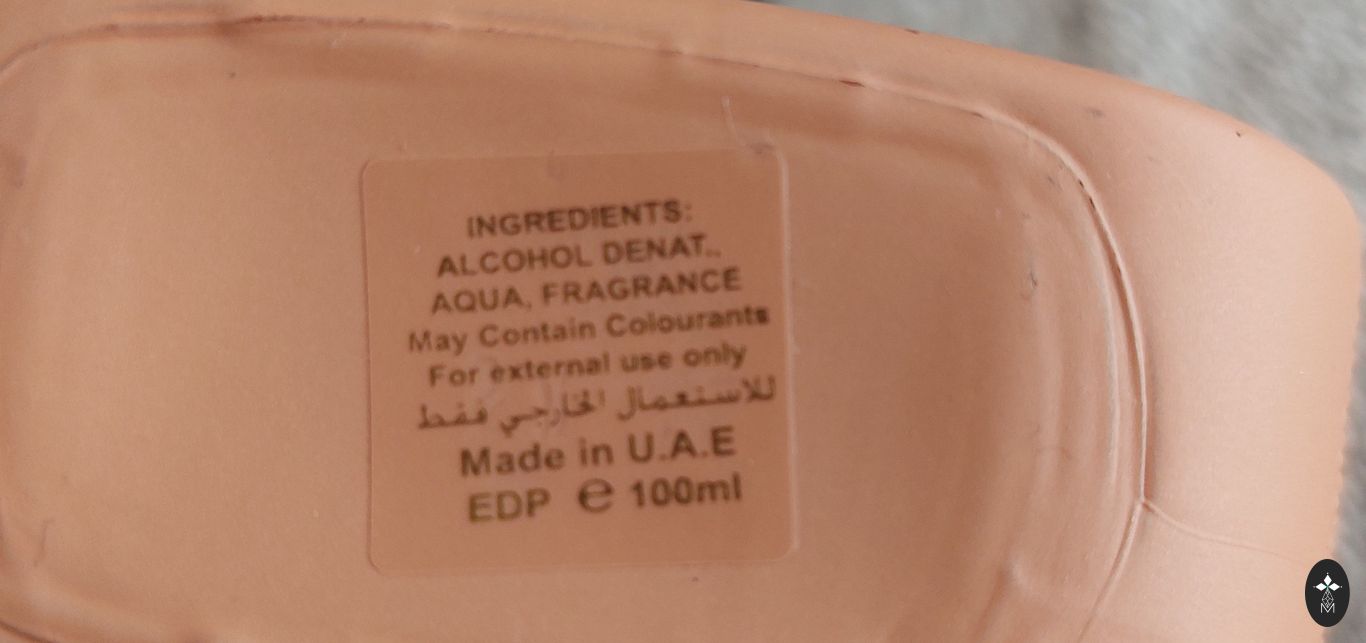 INGREDIENTS:
ALCOHOL DENAT..
AQUA, FRAGRANCE
May Contain Colourants
For external use only
للاستعمال الخارجي فقط
Made in U.A.E
EDP ℮ 100ml
M